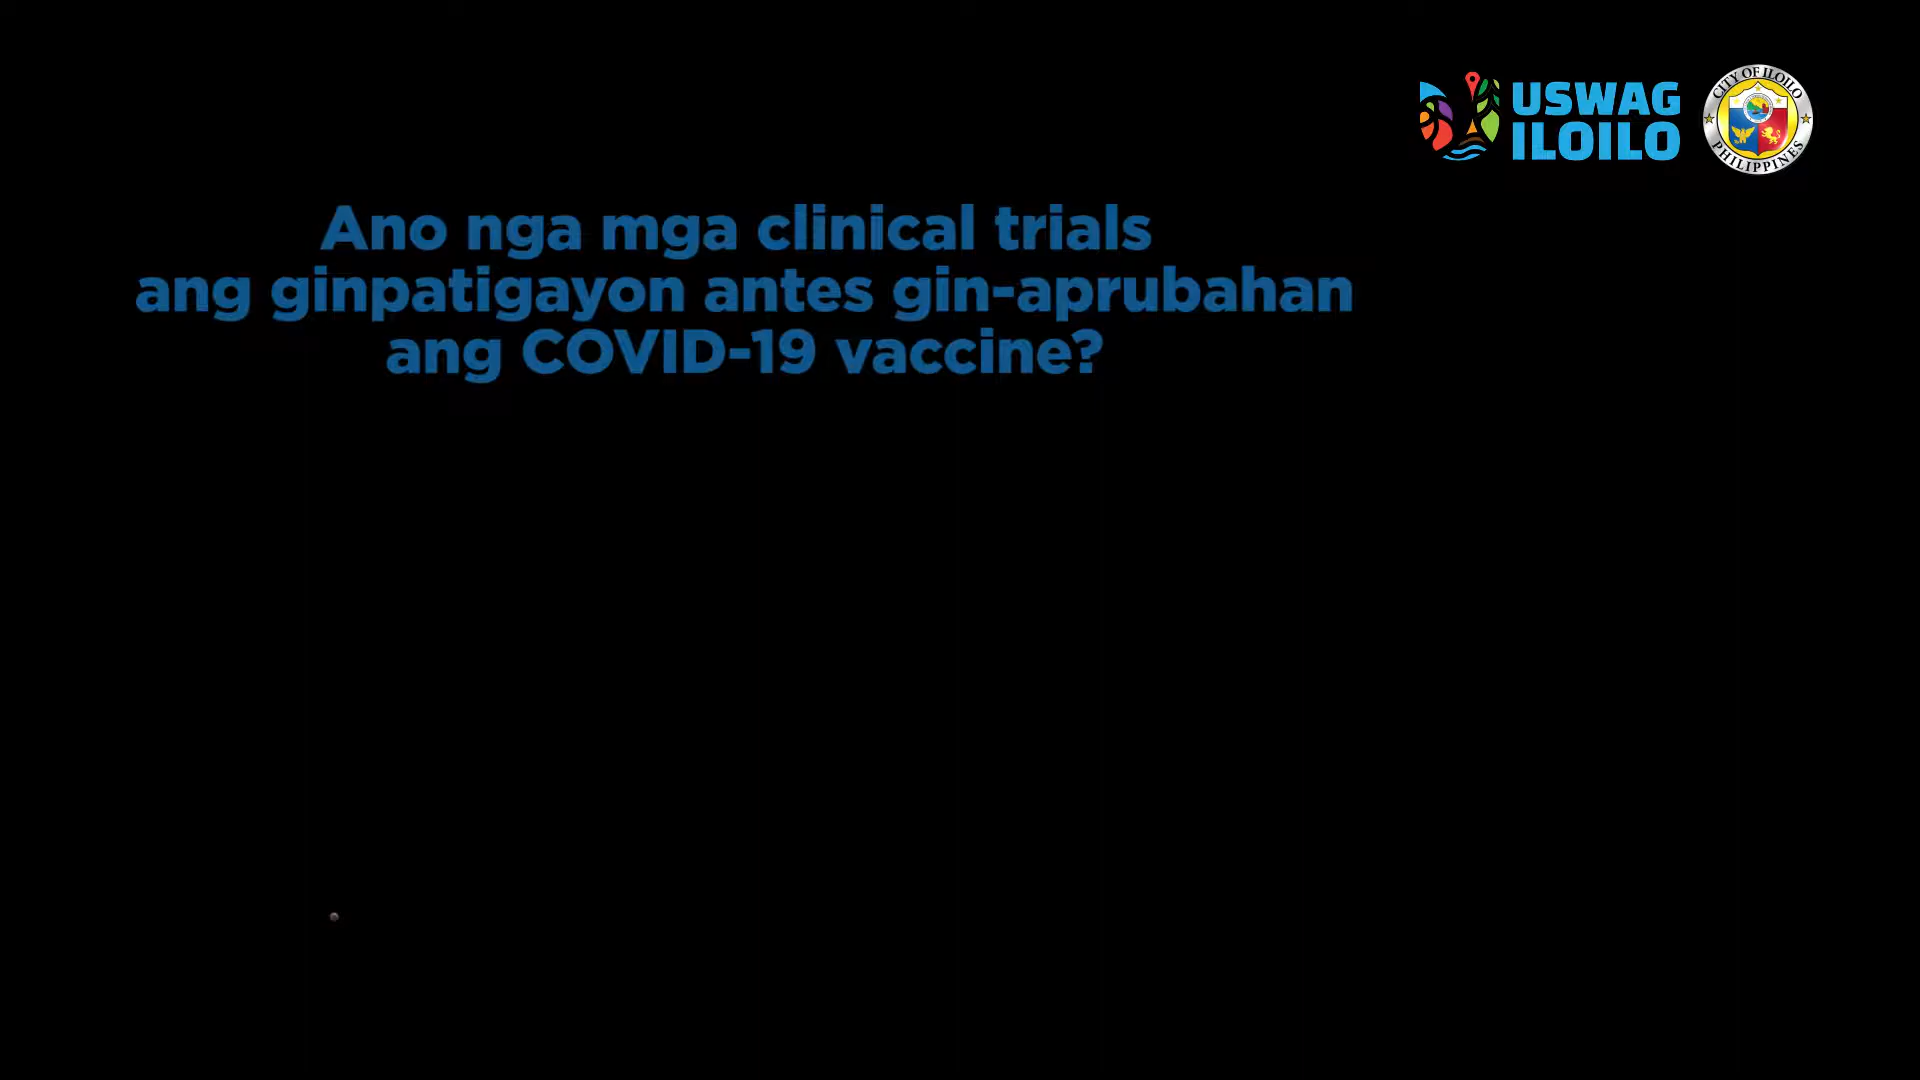 USWAG
ILOILO
CITY OF ILOILO
PHILIPPINES
Ano nga mga clinical trials
ang ginpatigayon antes gin-aprubahan
ang COVID-19 vaccine?